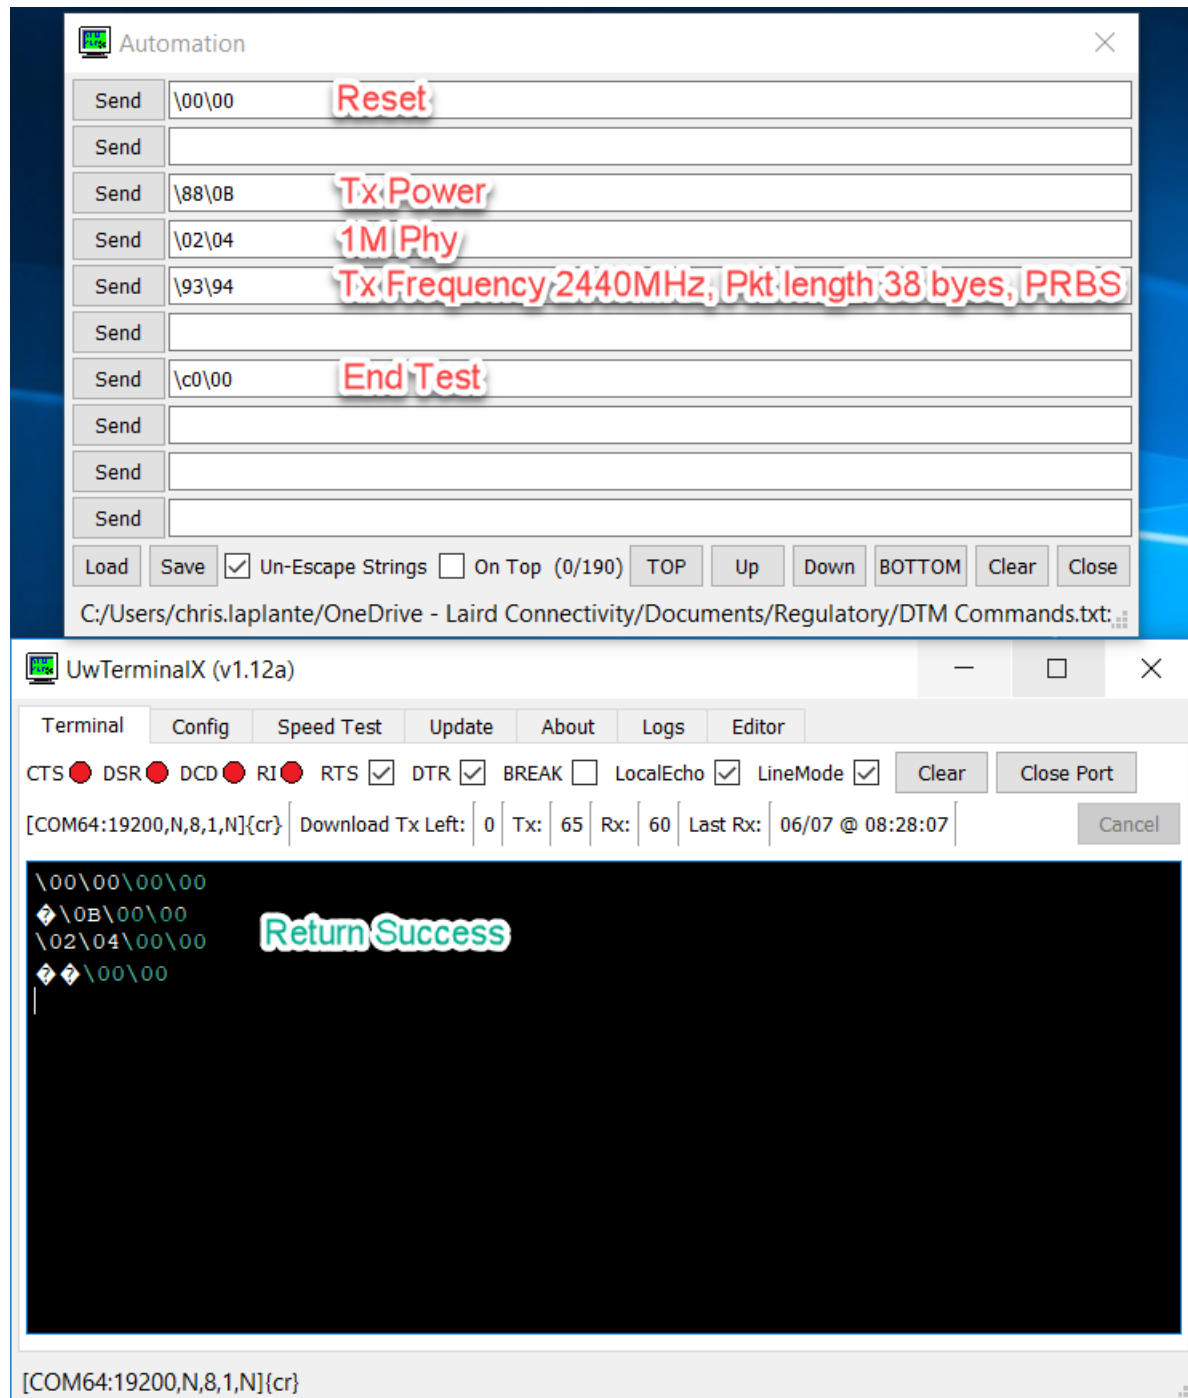 Automation
Send \00\00 Reset
Send
Send \88\0B Tx Power
Send \02\04 1M Phy
Send \93\94 Tx Frequency 2440MHz, Pkt length 38 byes, PRBS
Send
Send \c0\00 End Test
Send
Send
Send
Load Save Un-Escape Strings On Top (0/190) TOP Up Down BOTTOM Clear Close
C:/Users/chris.laplante/OneDrive - Laird Connectivity/Documents/Regulatory/DTM Commands.txt:
UwTerminalX (v1.12a)
Terminal Config Speed Test Update About Logs Editor
CTS DSR DCD RI RTS DTR BREAK LocalEcho LineMode Clear Close Port
[COM64:19200,N,8,1,N]{cr} Download Tx Left: 0 Tx: 65 Rx: 60 Last Rx: 06/07 @ 08:28:07 Cancel
\00\00\00\00
�\0B\00\00
Return Success
\02\04\00\00
��\00\00
[COM64:19200,N,8,1,N]{cr}